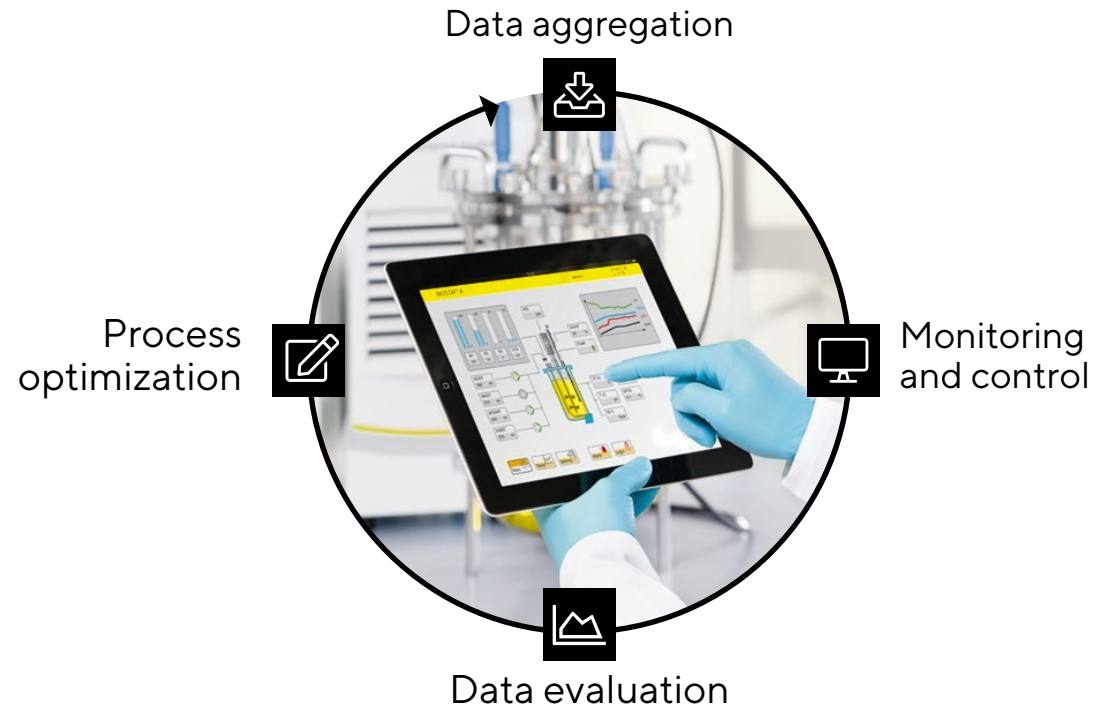 Data aggregation
Process
optimization
Monitoring
and control
Data evaluation